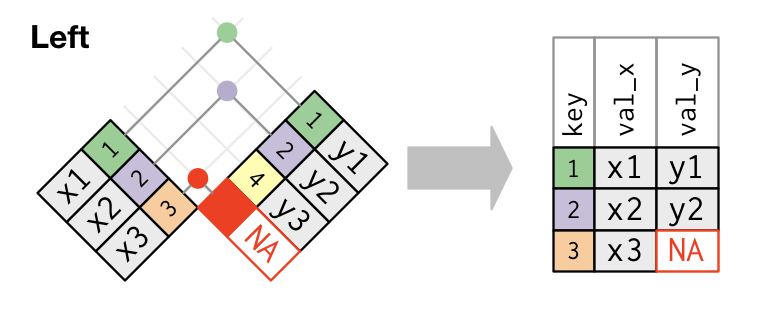 Left
1 x1
2 x2
3 x3
1 y1
2 y2
4 y3
NA
key val_x val_y
1 x1 y1
2 x2 y2
3 x3 NA